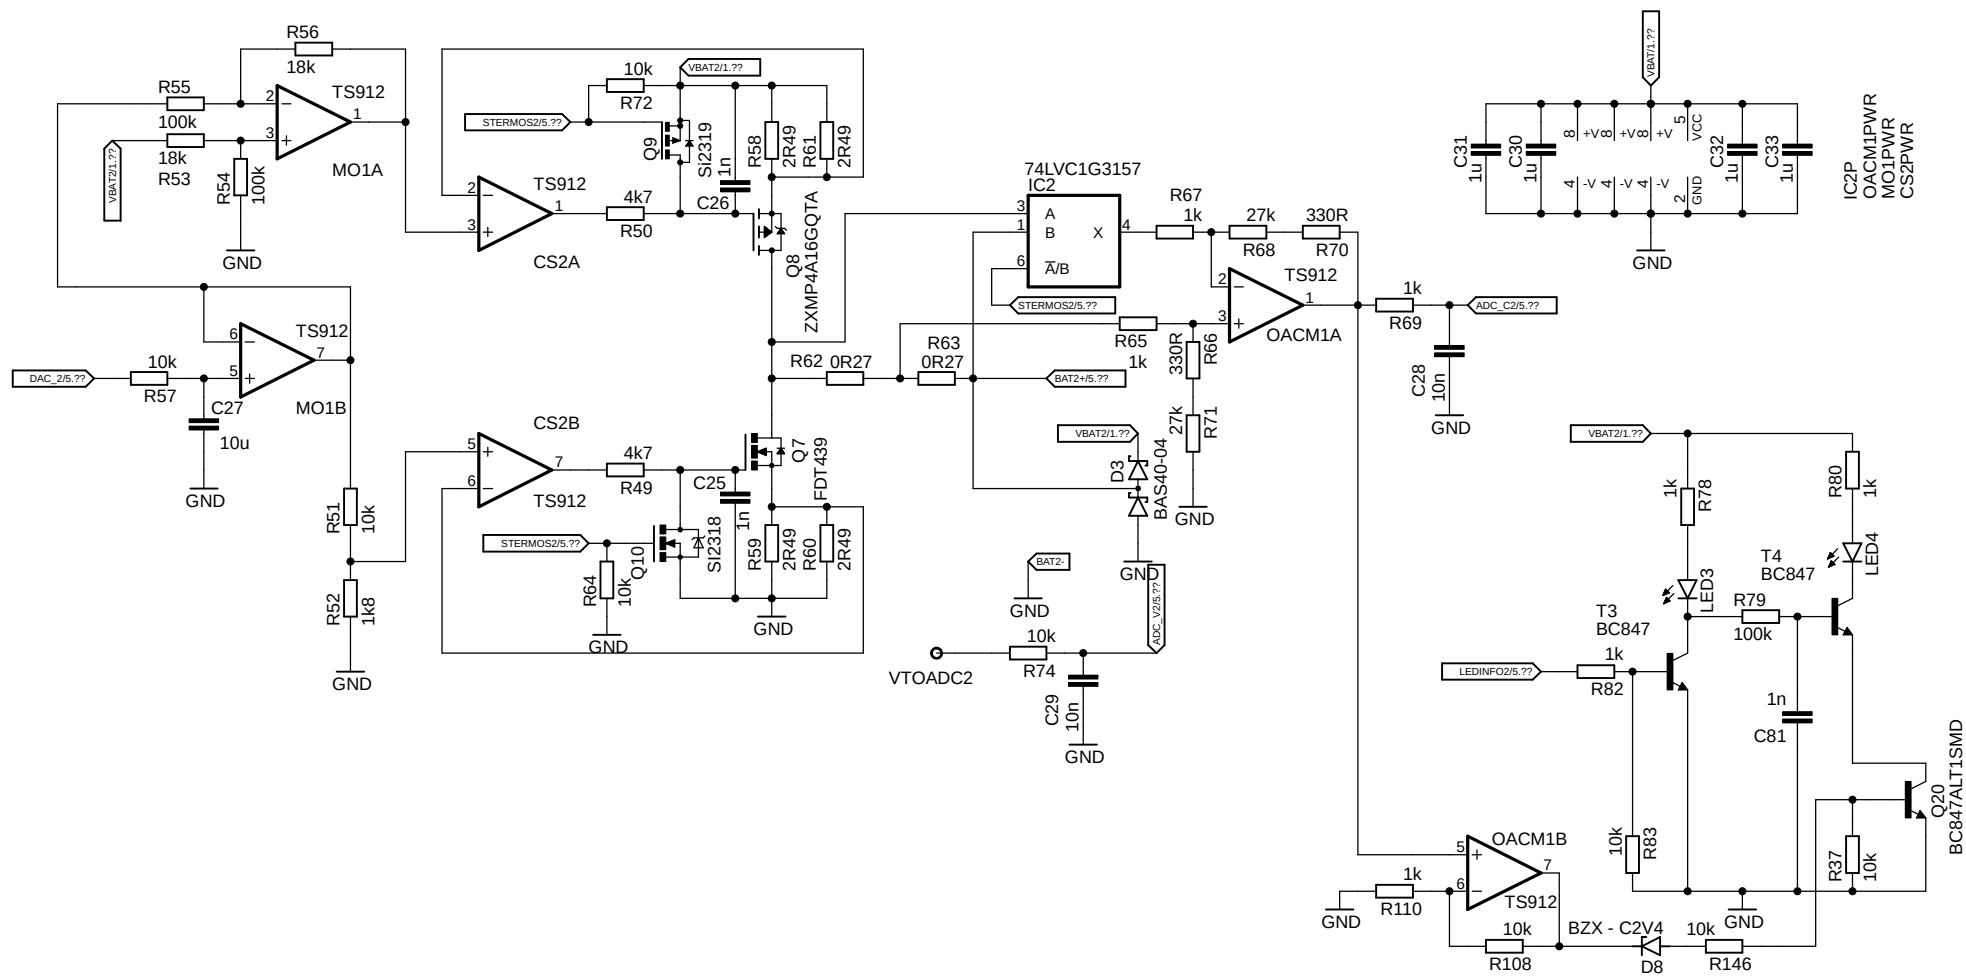 R56
18k
R55
100k
18k
R53
VBAT2/1.??
R54
100k
GND
2
3
1
TS912
MO1A
DAC_2/5.??
10k
R57
C27
10u
GND
6
5
7
TS912
MO1B
R51
10k
R52
1k8
GND
VBAT2/1.??
10k
R72
STERMOS2/5.??
Q9
Si2319
1n
C26
R58
2R49
R61
2R49
2
3
1
TS912
CS2A
4k7
R50
Q8
ZXMP4A16GQTA
CS2B
5
6
7
TS912
4k7
R49
C25
1n
Q7
FDT439
STERMOS2/5.??
Q10
SI2318
R64
10k
GND
R59
2R49
R60
2R49
GND
R62
0R27
R63
0R27
BAT2+/5.??
74LVC1G3157
IC2
3
A
1
B
X
4
6
A/B
STERMOS2/5.??
R67
1k
27k
R68
330R
R70
TS912
2
3
1
OACM1A
R65
1k
330R
R66
27k
R71
GND
1k
R69
ADC_C2/5.??
C28
10n
GND
VBAT2/1.??
D3
BAS40-04
GND
BAT2-
GND
ADC_V2/5.??
VTOADC2
10k
R74
C29
10n
GND
VBAT/1.??
C31
1u
C30
1u
8
+V
8
+V
8
+V
5
VCC
4
-V
4
-V
4
-V
2
GND
C32
1u
C33
1u
GND
IC2P
OACM1PWR
MO1PWR
CS2PWR
VBAT2/1.??
1k
R78
R80
1k
LED3
LED4
T4
BC847
T3
BC847
R79
100k
LEDINFO2/5.??
1k
R82
1n
C81
10k
R83
R37
10k
Q20
BC847ALT1SMD
GND
OACM1B
5
6
7
TS912
1k
R110
GND
10k
R108
BZX - C2V4
D8
10k
R146